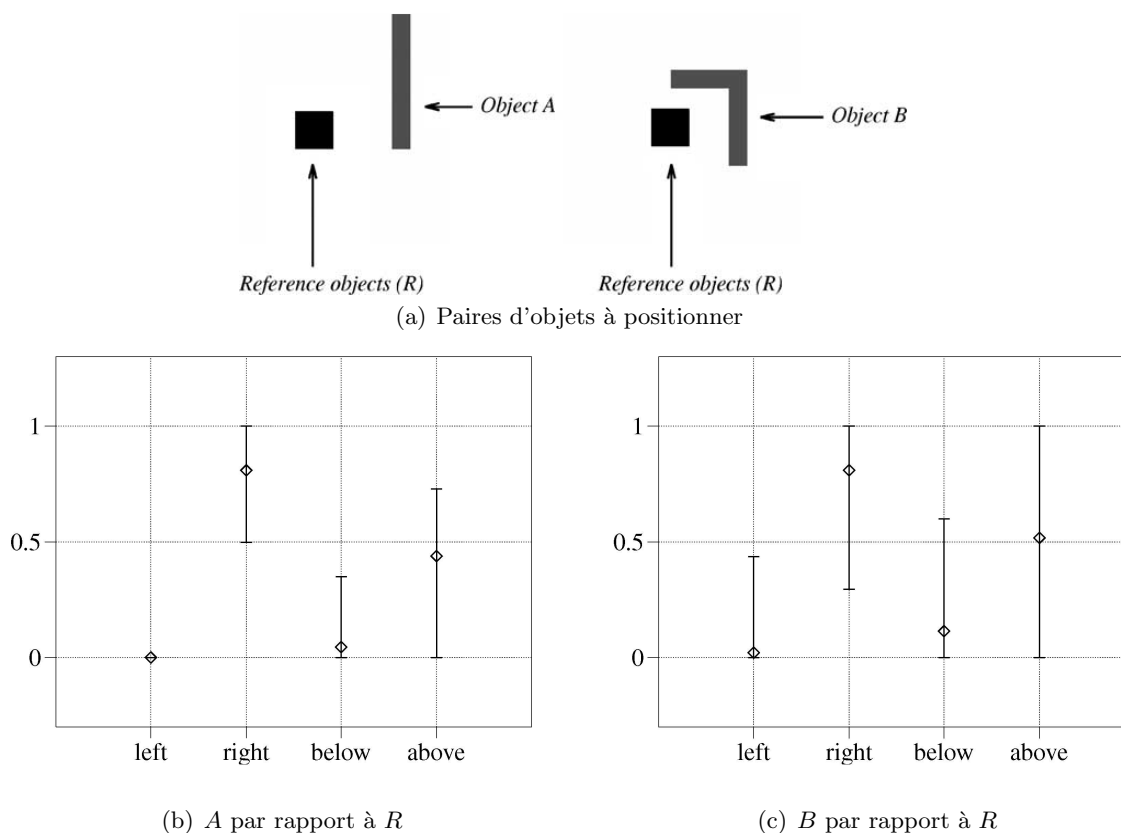 Object A
Object B
Reference objects (R)
Reference objects (R)
(a) Paires d'objets à positionner
1
0.5
0
left right below above
1
0.5
0
left right below above
(b) A par rapport à R
(c) B par rapport à R